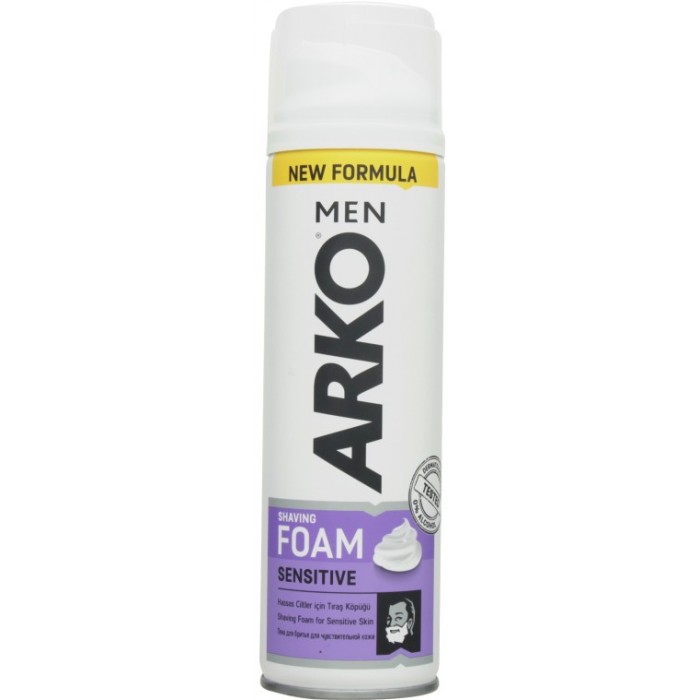 NEW FORMULA
MEN
ARKO
®
DERMATO
TESTED
0% ALCOHOL
SHAVING
FOAM
SENSITIVE
Hassas Ciltler için Tıraş Köpüğü
Shaving Foam for Sensitive Skin
Пена для бритья для чувствительной кожи